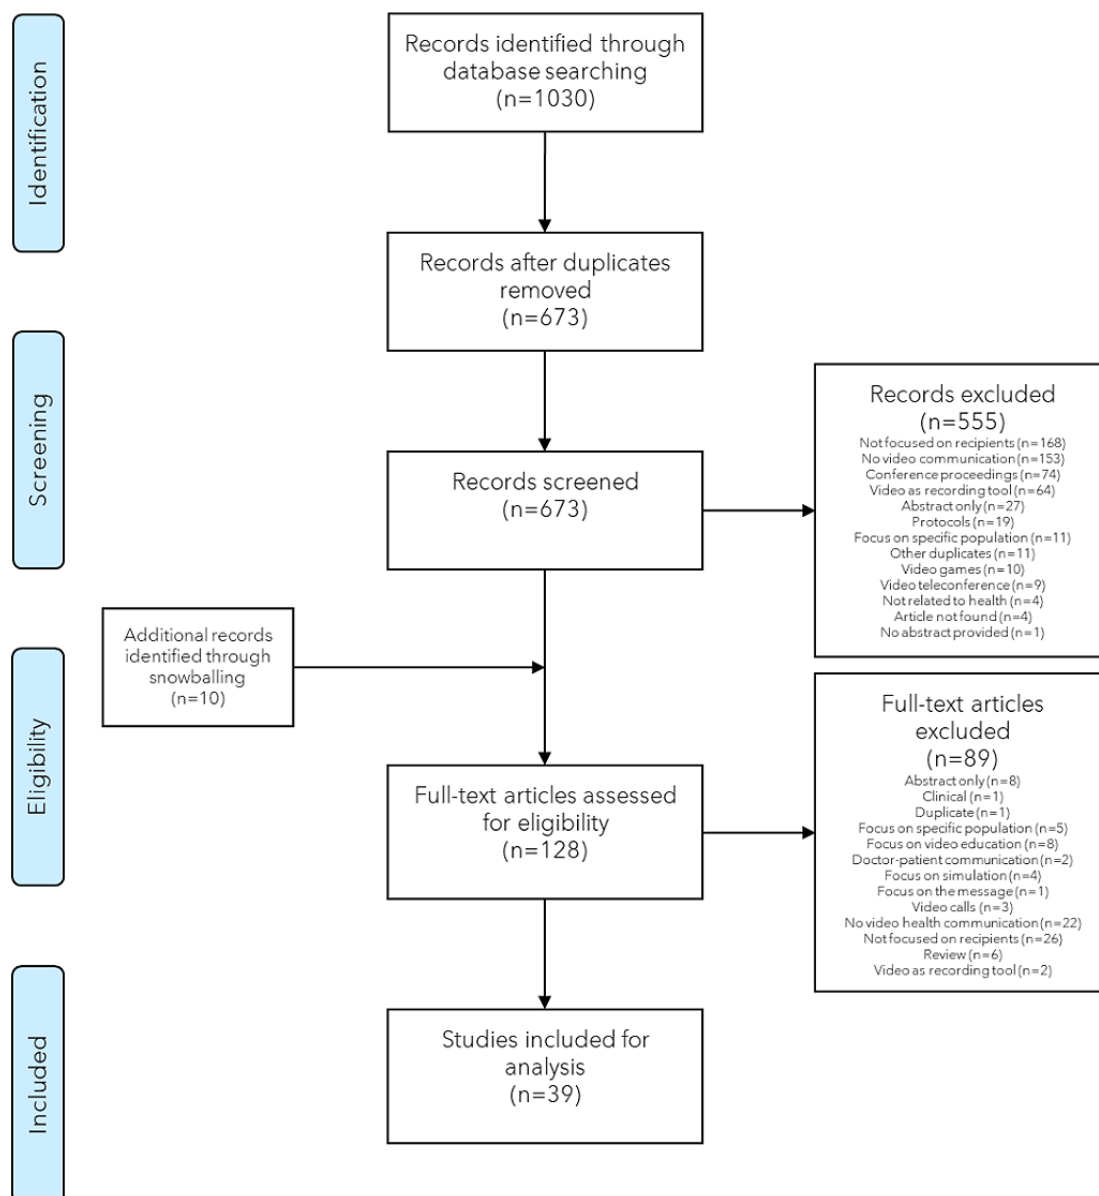 Identification
Records identified through
database searching
(n=1030)
Records after duplicates
removed
(n=673)
Screening
Records screened
(n=673)
Records excluded
(n=555)
Not focused on recipients (n=168)
No video communication (n=153)
Conference proceedings (n=74)
Video as recording tool (n=64)
Abstract only (n=27)
Protocols (n=19)
Focus on specific population (n=11)
Other duplicates (n=11)
Video games (n=10)
Video teleconference (n=9)
Not related to health (n=4)
Article not found (n=4)
No abstract provided (n=1)
Additional records
identified through
snowballing
(n=10)
Eligibility
Full-text articles assessed
for eligibility
(n=128)
Full-text articles
excluded
(n=89)
Abstract only (n=8)
Clinical (n=1)
Duplicate (n=1)
Focus on specific population (n=5)
Focus on video education (n=8)
Doctor-patient communication (n=2)
Focus on simulation (n=4)
Focus on the message (n=1)
Video calls (n=3)
No video health communication (n=22)
Not focused on recipients (n=26)
Review (n=6)
Video as recording tool (n=2)
Included
Studies included for
analysis
(n=39)